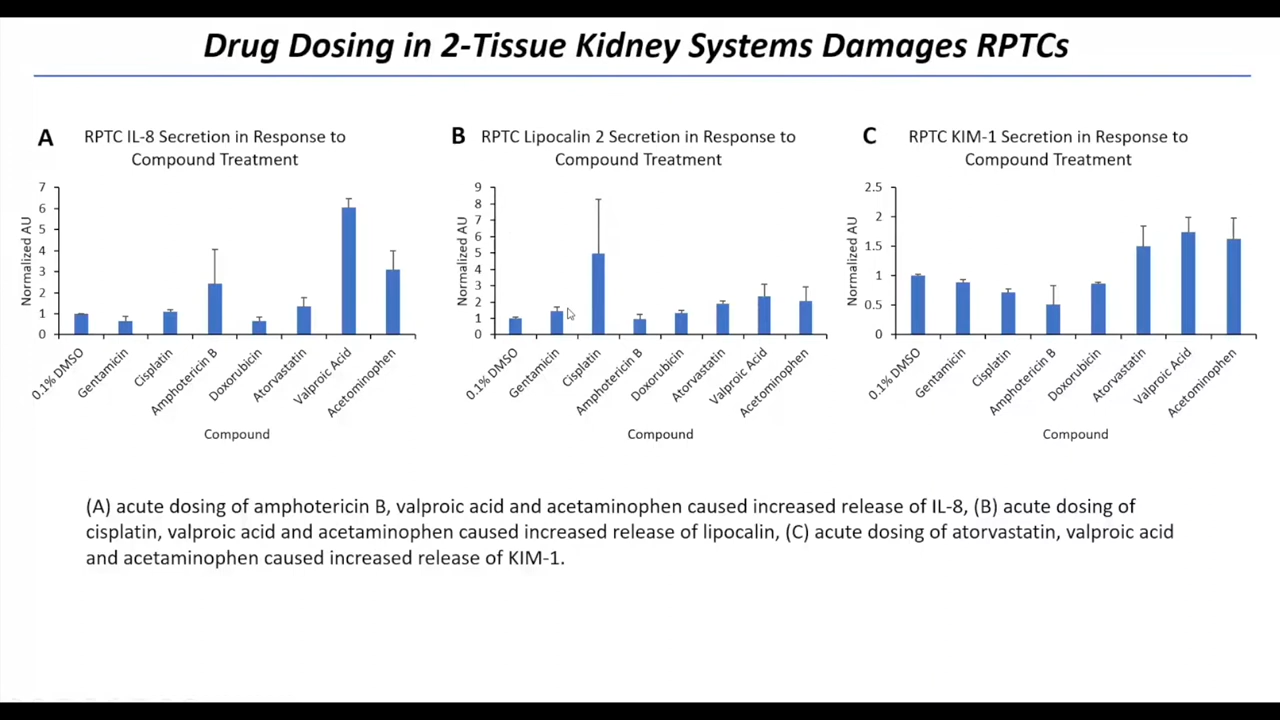 Drug Dosing in 2-Tissue Kidney Systems Damages RPTCs
A
RPTC IL-8 Secretion in Response to
Compound Treatment
Normalized AU
7
6
5
4
3
2
1
0
0.1% DMSO
Gentamicin
Cisplatin
Amphotericin B
Doxorubicin
Atorvastatin
Valproic Acid
Acetominophen
Compound
B
RPTC Lipocalin 2 Secretion in Response to
Compound Treatment
Normalized AU
9
8
7
6
5
4
3
2
1
0
0.1% DMSO
Gentamicin
Cisplatin
Amphotericin B
Doxorubicin
Atorvastatin
Valproic Acid
Acetominophen
Compound
C
RPTC KIM-1 Secretion in Response to
Compound Treatment
Normalized AU
2.5
2
1.5
1
0.5
0
0.1% DMSO
Gentamicin
Cisplatin
Amphotericin B
Doxorubicin
Atorvastatin
Valproic Acid
Acetominophen
Compound
(A) acute dosing of amphotericin B, valproic acid and acetaminophen caused increased release of IL-8, (B) acute dosing of
cisplatin, valproic acid and acetaminophen caused increased release of lipocalin, (C) acute dosing of atorvastatin, valproic acid
and acetaminophen caused increased release of KIM-1.